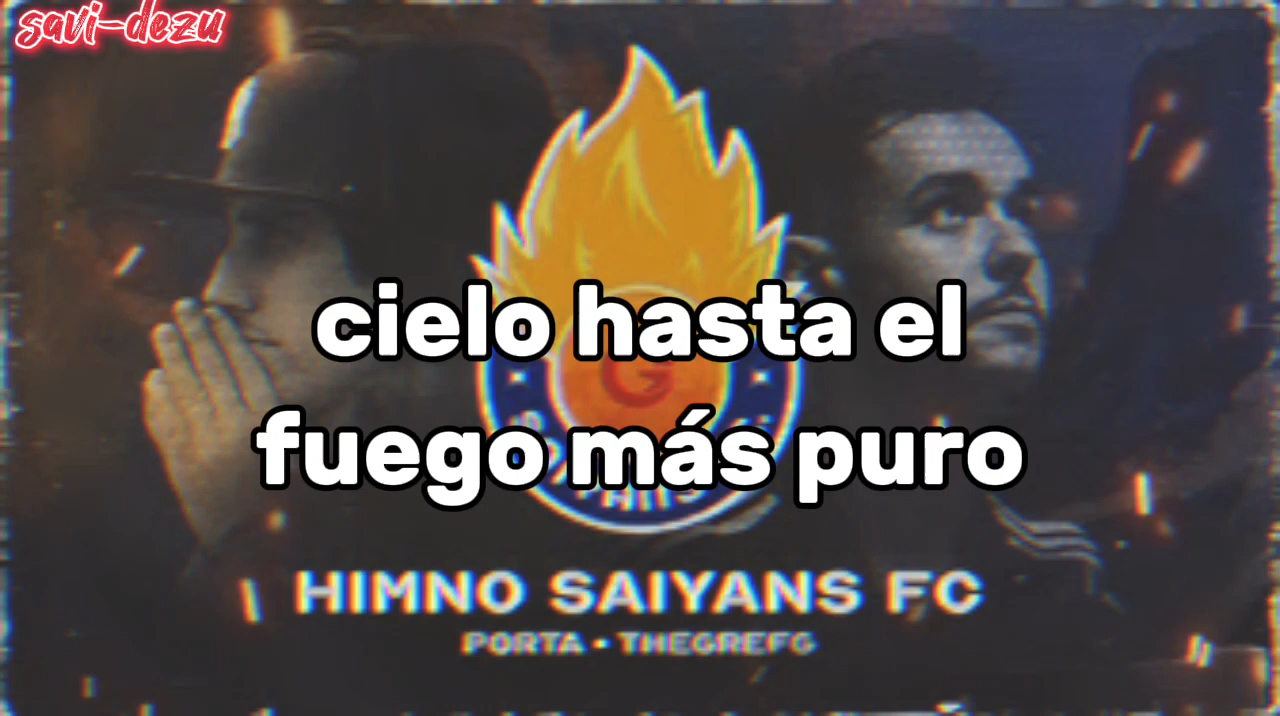 savi-dezu
cielo hasta el
fuego más puro
G
HIMNO SAIYANS FC
PORTA • THEGREFG